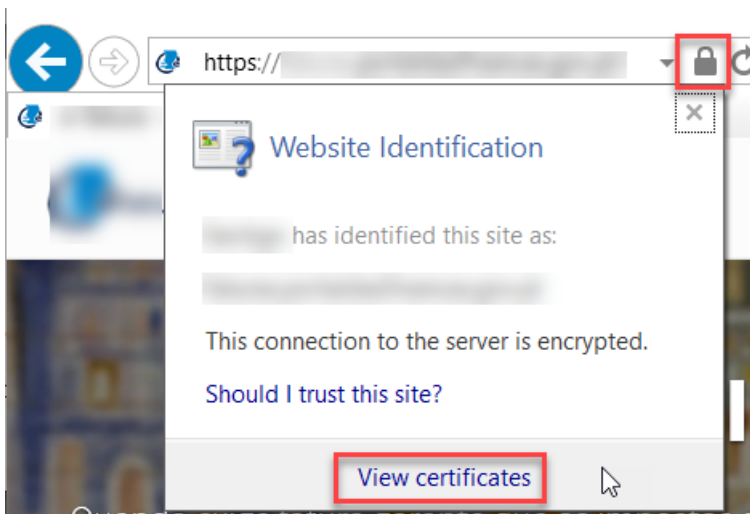 https://
Website Identification
has identified this site as:
This connection to the server is encrypted.
Should I trust this site?
View certificates